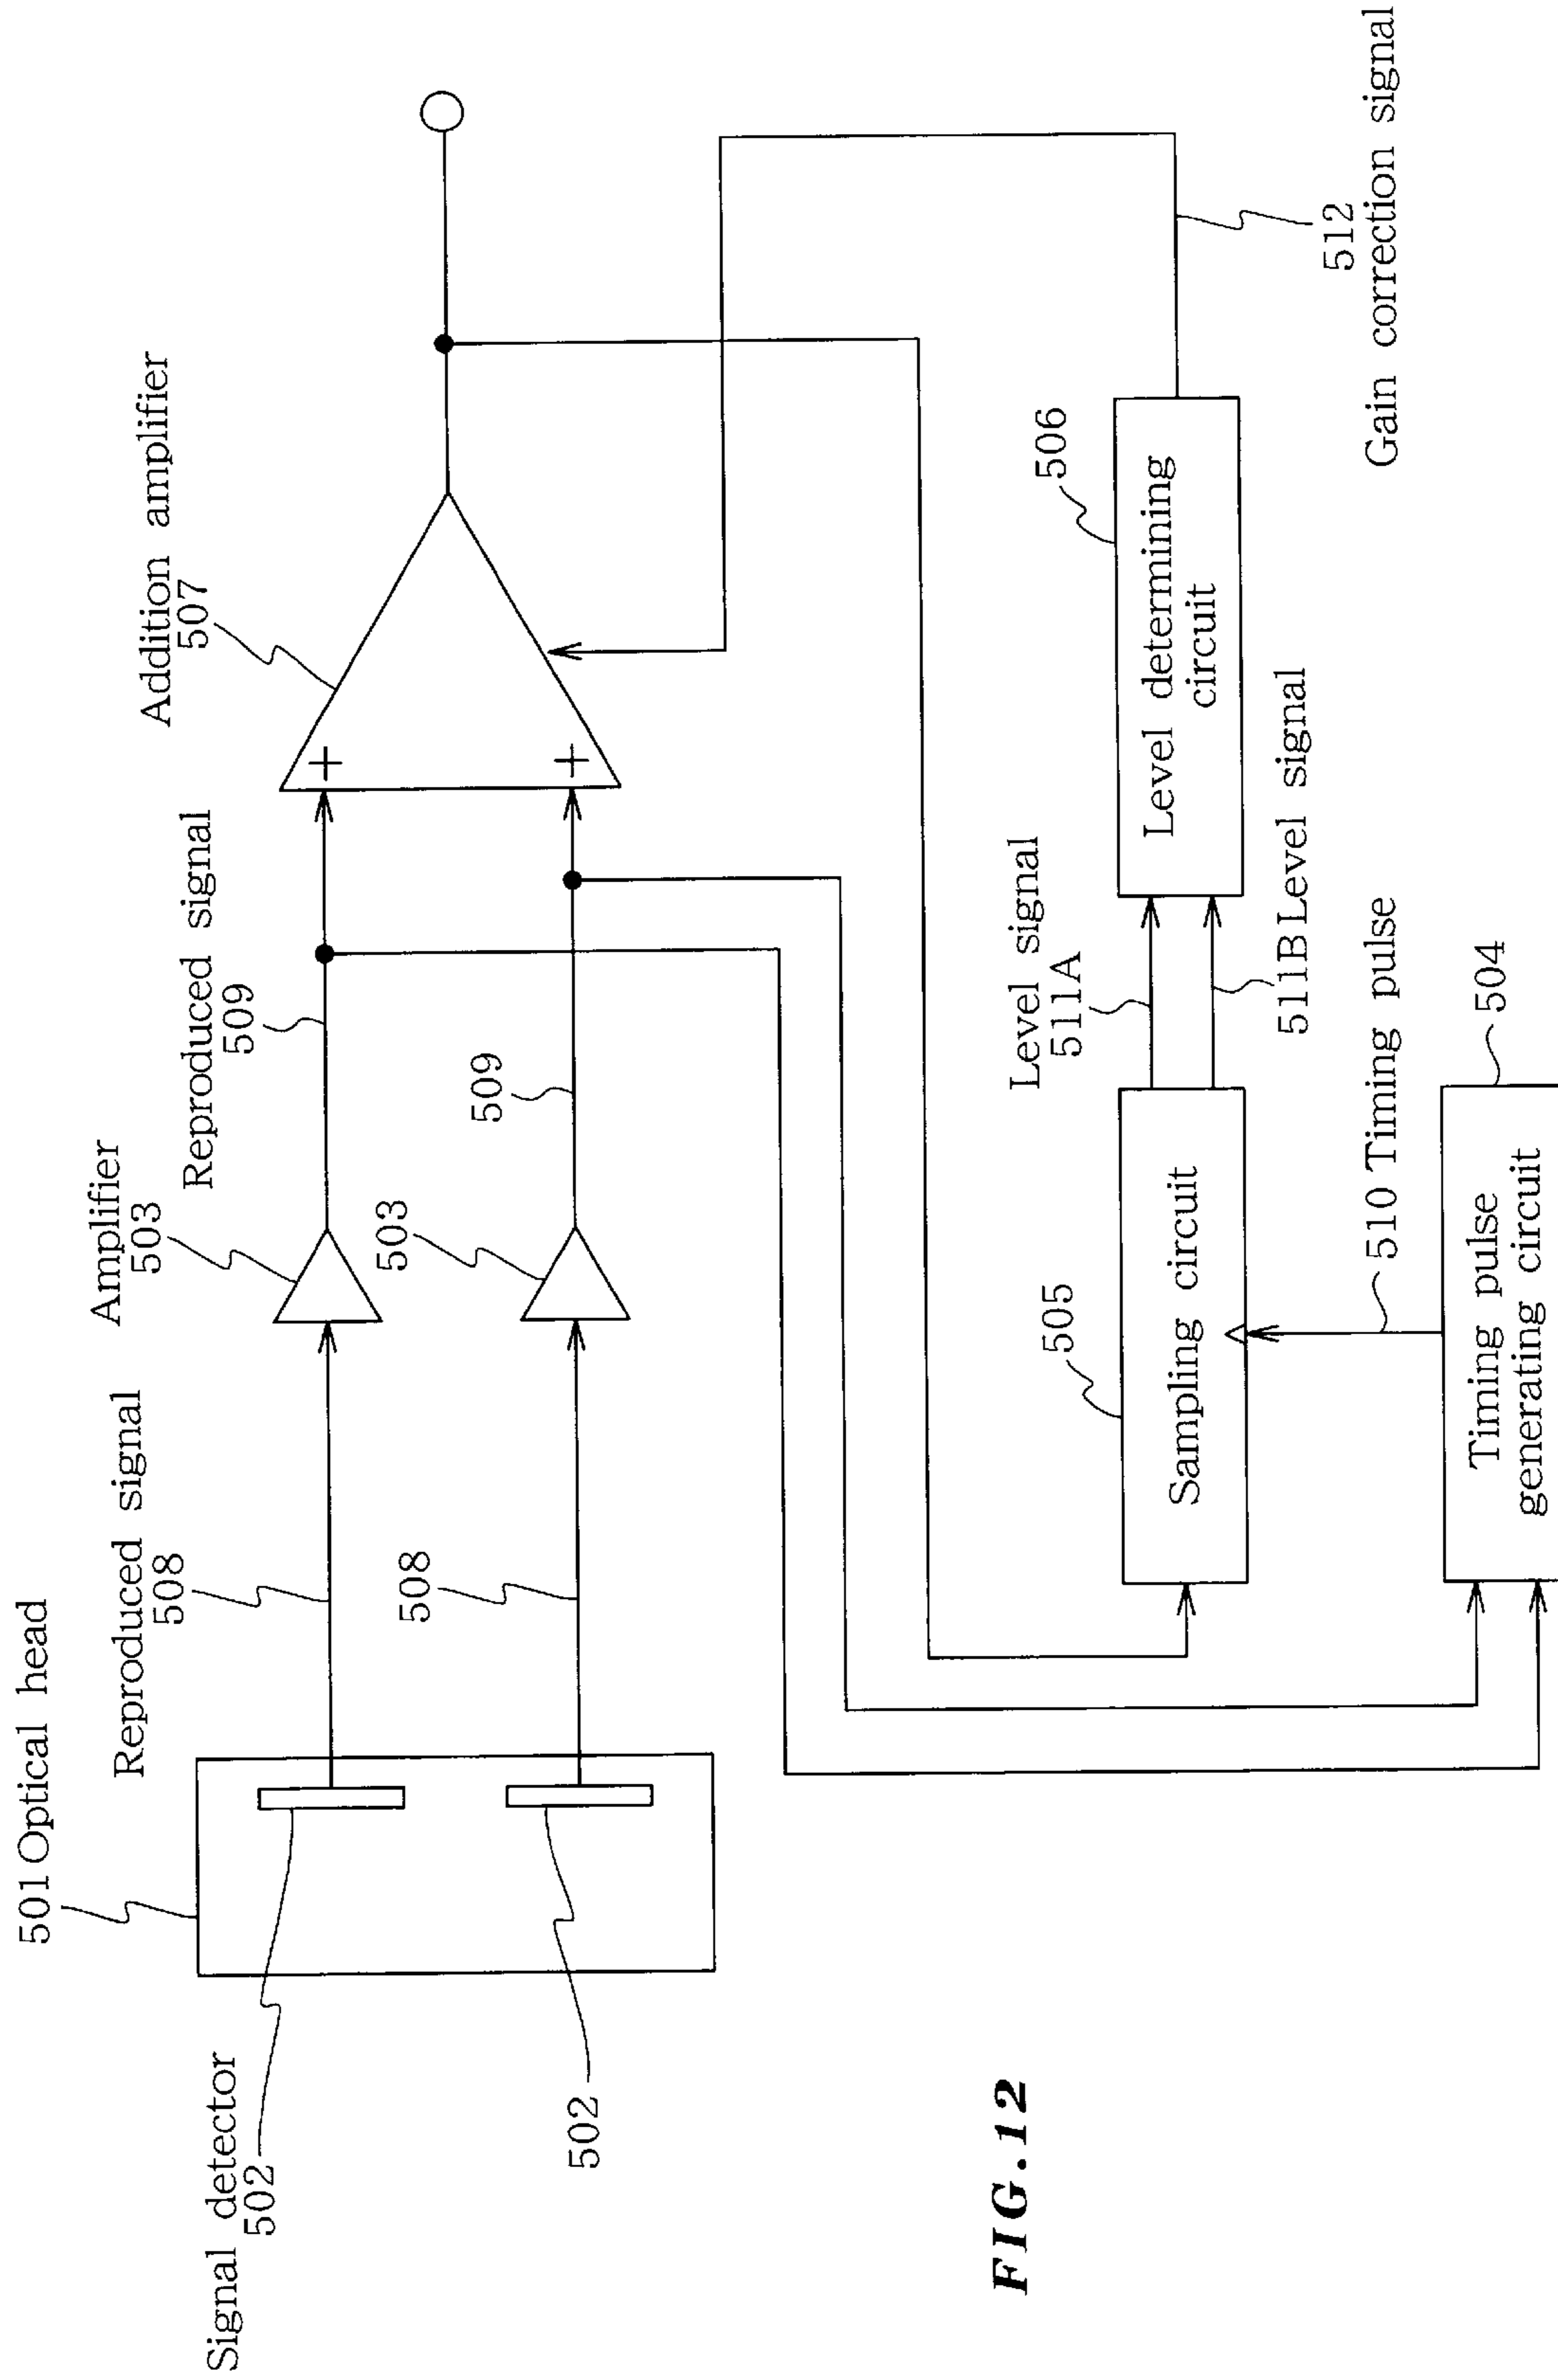 501 Optical head
Signal detector
502
502
Reproduced signal
508
508
Amplifier
503
503
Reproduced signal
509
509
Addition amplifier
507
+
+
505
Sampling circuit
Level signal
511A
511B Level signal
506
Level determining
circuit
510 Timing pulse
504
Timing pulse
generating circuit
512
Gain correction signal
FIG.12